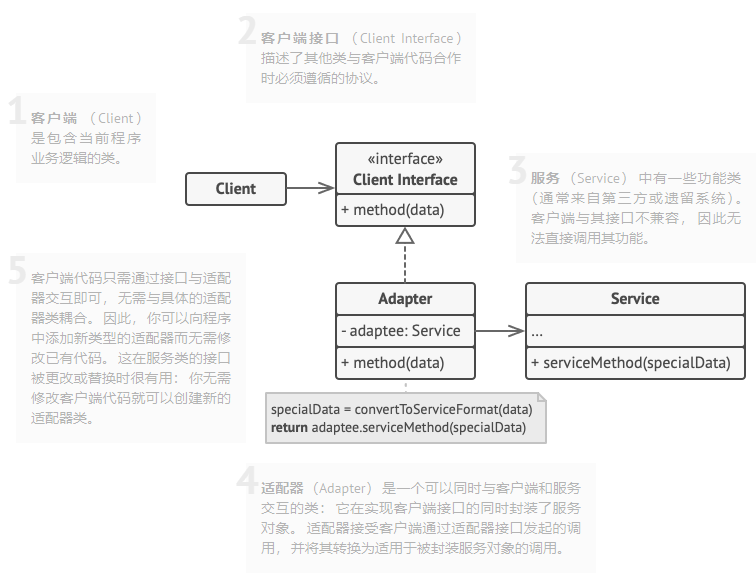 2
客户端接口 （Client Interface）
描述了其他类与客户端代码合作
时必须遵循的协议。
1
客户端 （Client）
是包含当前程序
业务逻辑的类。
Client
«interface»
Client Interface
+ method(data)
3
服务 （Service） 中有一些功能类
（通常来自第三方或遗留系统）。
客户端与其接口不兼容， 因此无
法直接调用其功能。
5
客户端代码只需通过接口与适配
器交互即可， 无需与具体的适配
器类耦合。 因此， 你可以向程序
中添加新类型的适配器而无需修
改已有代码。 这在服务类的接口
被更改或替换时很有用： 你无需
修改客户端代码就可以创建新的
适配器类。
Adapter
- adaptee: Service
+ method(data)
Service
...
+ serviceMethod(specialData)
specialData = convertToServiceFormat(data)
return adaptee.serviceMethod(specialData)
4
适配器 （Adapter） 是一个可以同时与客户端和服务
交互的类： 它在实现客户端接口的同时封装了服务
对象。 适配器接受客户端通过适配器接口发起的调
用， 并将其转换为适用于被封装服务对象的调用。